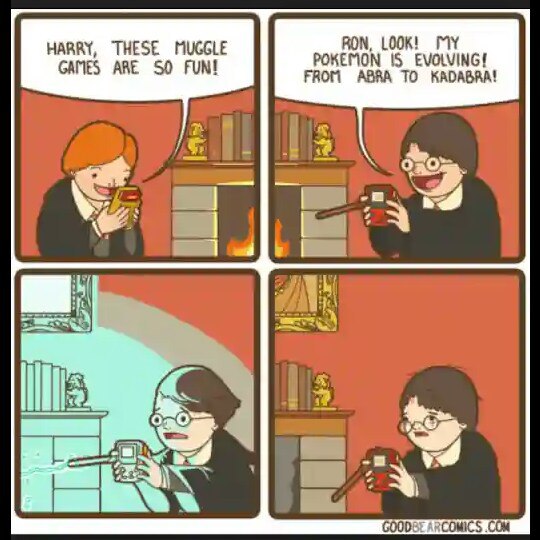 HARRY, THESE MUGGLE
GAMES ARE SO FUN!
RON, LOOK! MY
POKEMON IS EVOLVING!
FROM ABRA TO KADABRA!
GOODBEARCOMICS.COM